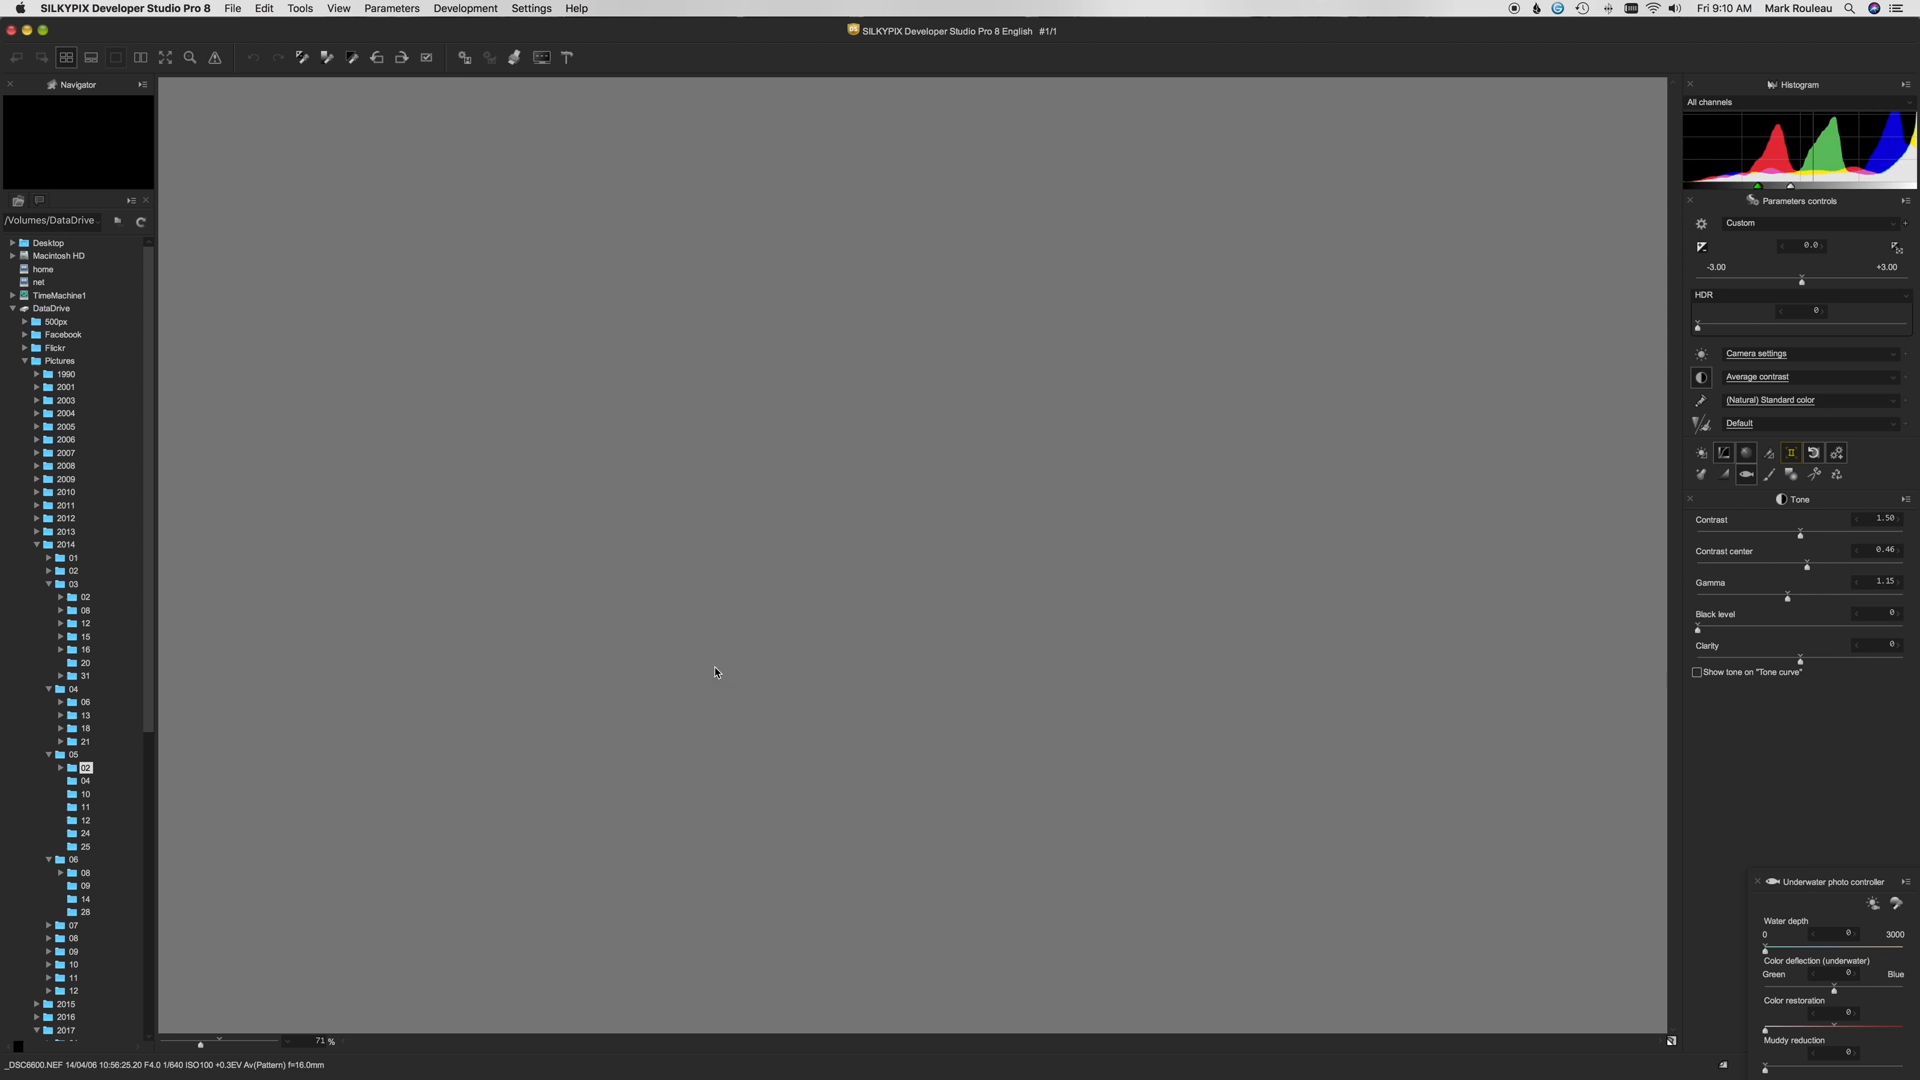 SILKYPIX Developer Studio Pro 8 File Edit Tools View Parameters Development Settings Help Fri 9:10 AM Mark Rouleau
SILKYPIX Developer Studio Pro 8 English #1/1
Navigator
/Volumes/DataDrive
Desktop
Macintosh HD
home
net
TimeMachine1
DataDrive
500px
Facebook
Flickr
Pictures
1990
2001
2003
2004
2005
2006
2007
2008
2009
2010
2011
2012
2013
2014
01
02
03
02
08
12
15
16
20
31
04
06
13
18
21
05
02
04
10
11
12
24
25
06
08
09
14
28
07
08
09
10
11
12
2015
2016
2017
71 %
_DSC6600.NEF 14/04/06 10:56:25.20 F4.0 1/640 ISO100 +0.3EV Av(Pattern) f=16.0mm
Histogram
All channels
Parameters controls
Custom
0.0
-3.00 +3.00
HDR
0
Camera settings
Average contrast
(Natural) Standard color
Default
Tone
Contrast 1.50
Contrast center 0.46
Gamma 1.15
Black level 0
Clarity 0
Show tone on "Tone curve"
Underwater photo controller
Water depth
0 0 3000
Color deflection (underwater)
Green 0 Blue
Color restoration
0
Muddy reduction
0